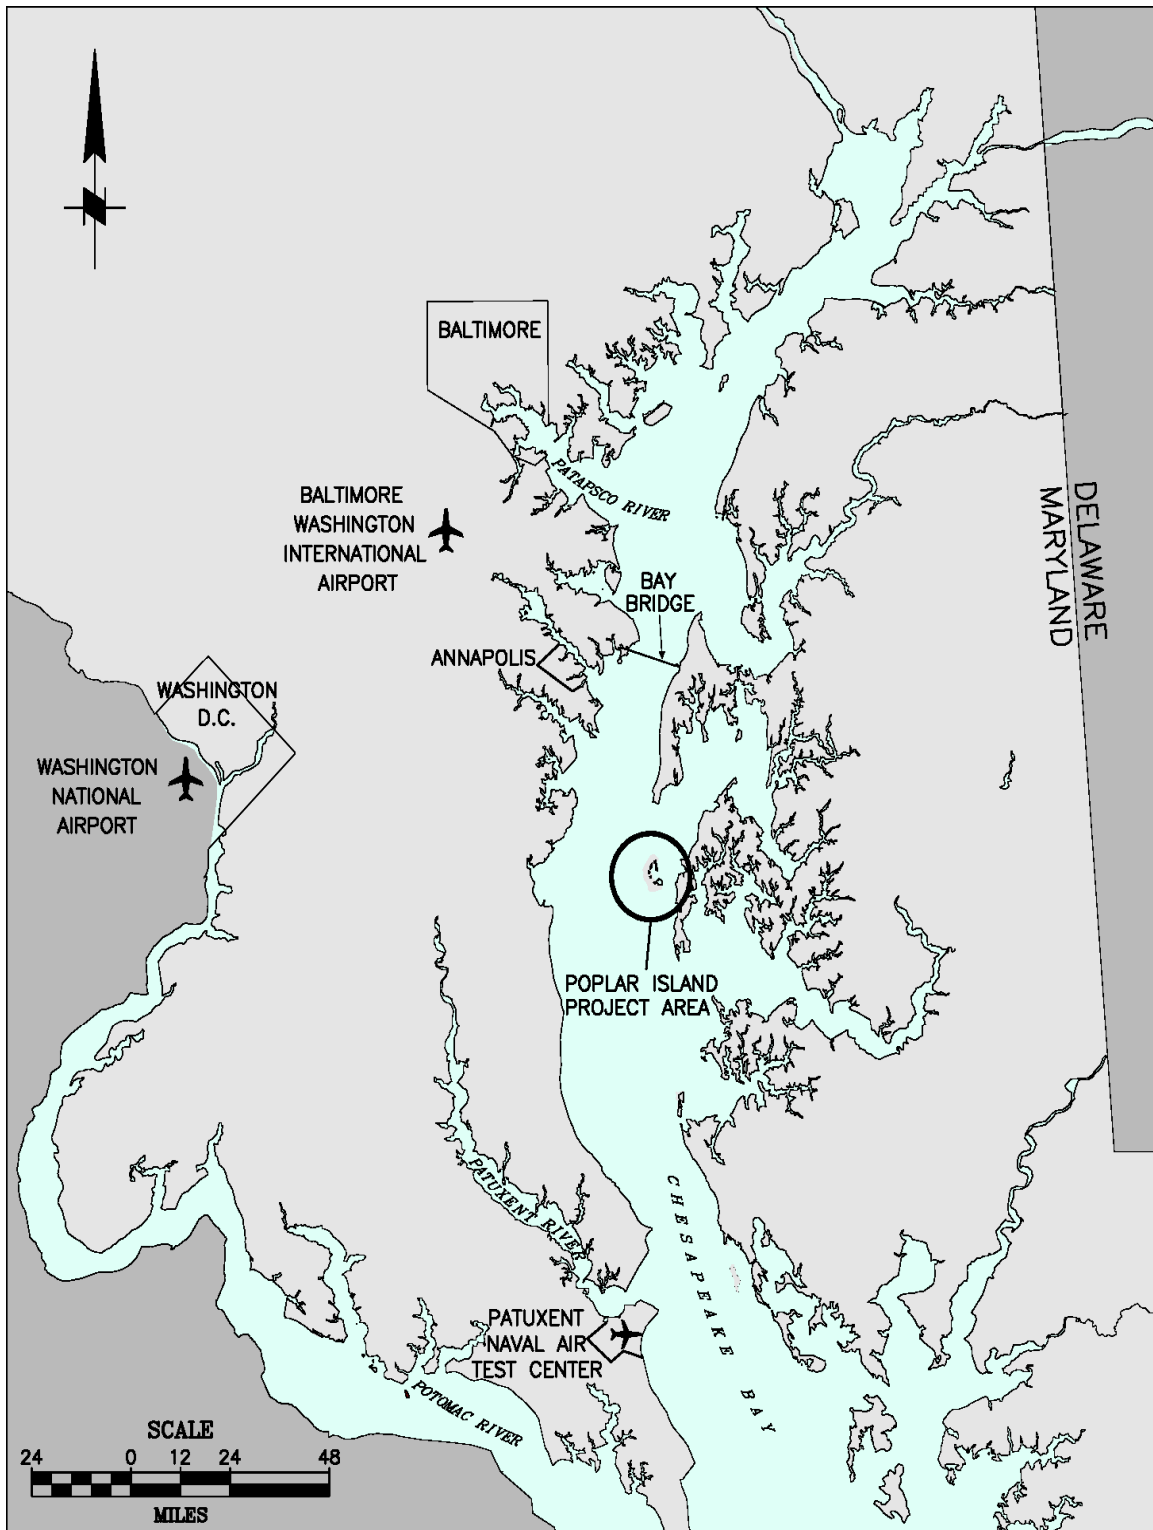 BALTIMORE
PATAPSCO RIVER
BALTIMORE
WASHINGTON
INTERNATIONAL
AIRPORT
BAY
BRIDGE
DELAWARE
MARYLAND
ANNAPOLIS
WASHINGTON
D.C.
WASHINGTON
NATIONAL
AIRPORT
POPLAR ISLAND
PROJECT AREA
PATUXENT RIVER
CHESAPEAKE BAY
PATUXENT
NAVAL AIR
TEST CENTER
POTOMAC RIVER
SCALE
24 0 12 24 48
MILES